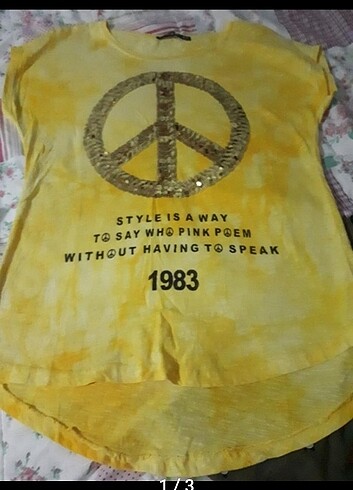 STYLE IS A WAY
TO SAY WHO PINK POEM
WITHOUT HAVING TO SPEAK
1983
1 / 3